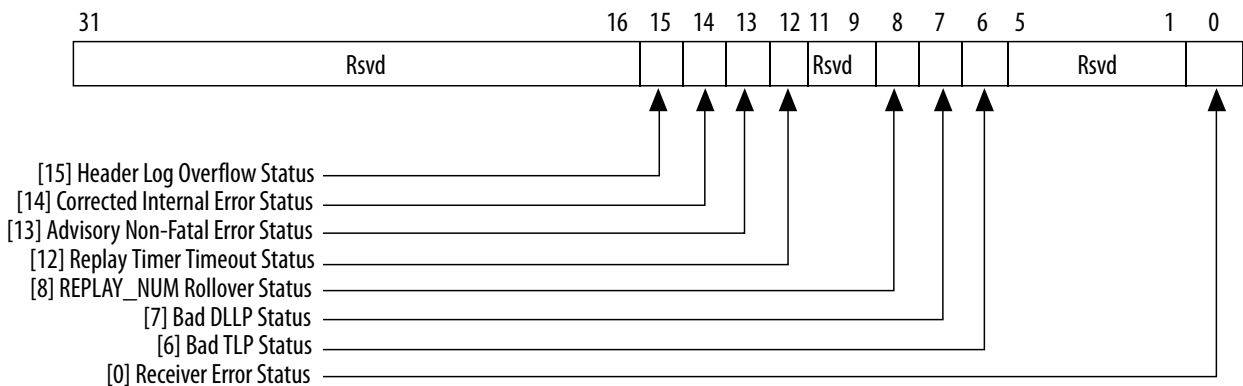 31 16 15 14 13 12 11 9 8 7 6 5 1 0
Rsvd Rsvd Rsvd
[15] Header Log Overflow Status
[14] Corrected Internal Error Status
[13] Advisory Non-Fatal Error Status
[12] Replay Timer Timeout Status
[8] REPLAY_NUM Rollover Status
[7] Bad DLLP Status
[6] Bad TLP Status
[0] Receiver Error Status